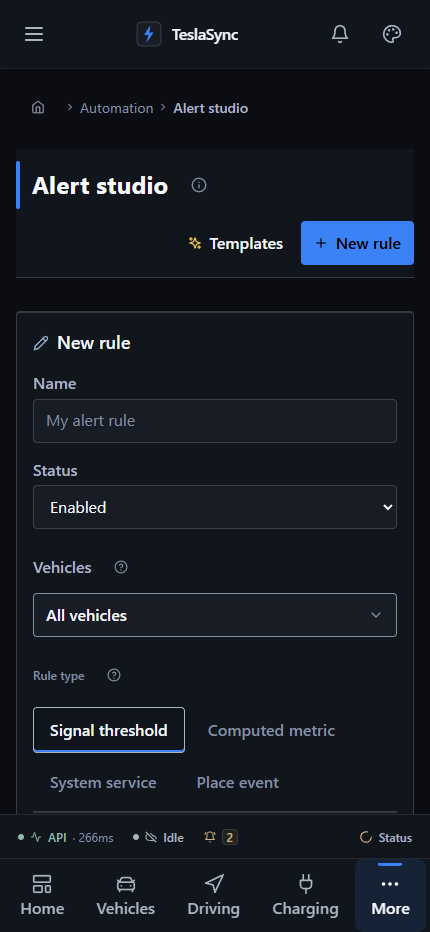 TeslaSync
Automation
Alert studio
Alert studio
Templates
+ New rule
New rule
Name
My alert rule
Status
Enabled
Vehicles
All vehicles
Rule type
Signal threshold
Computed metric
System service
Place event
API · 266ms
Idle
2
Status
Home
Vehicles
Driving
Charging
More